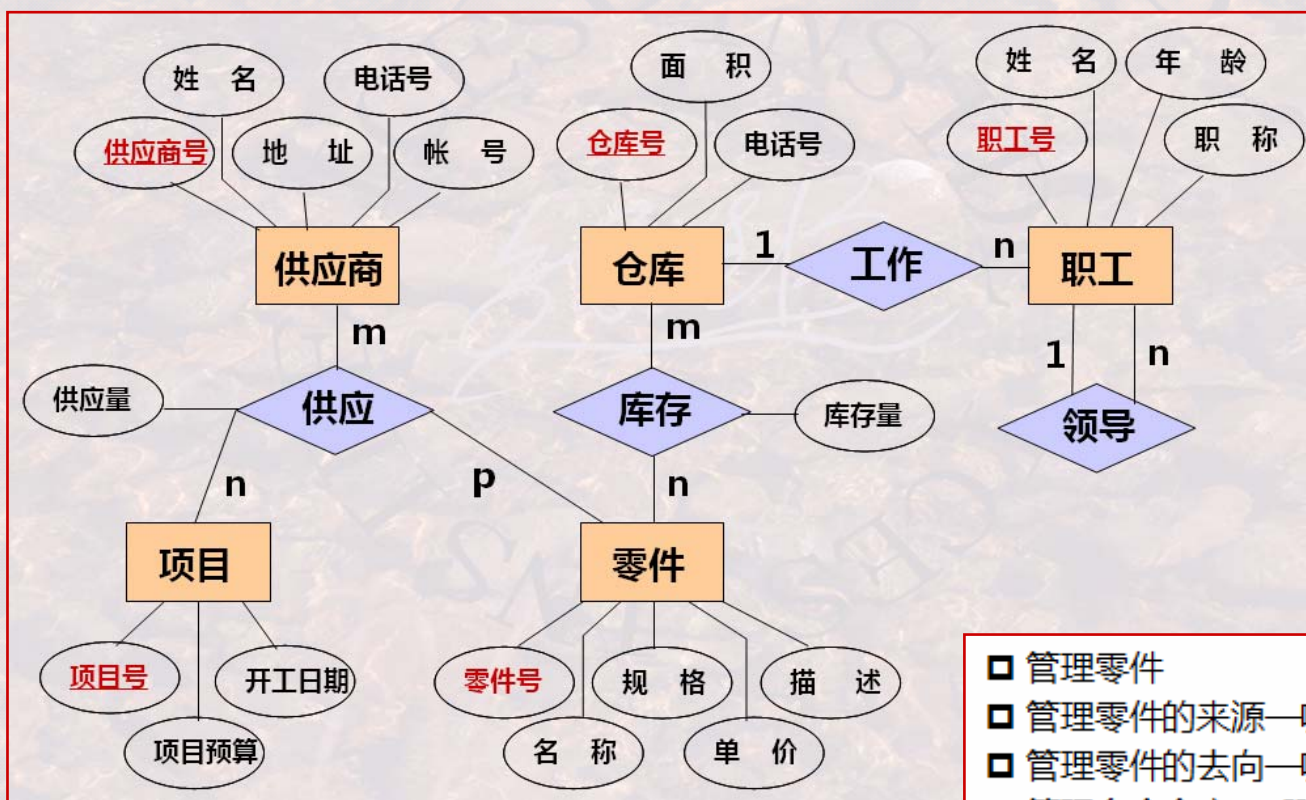 姓 名
电话号
供应商号
地 址
帐 号
面 积
仓库号
电话号
姓 名
年 龄
职工号
职 称
供应商
仓库
1
工作
n
职工
m
m
1
n
供应量
供应
库存
库存量
领导
n
p
n
项目
零件
项目号
开工日期
项目预算
零件号
规 格
描 述
名 称
单 价
管理零件
管理零件的来源—
管理零件的去向—